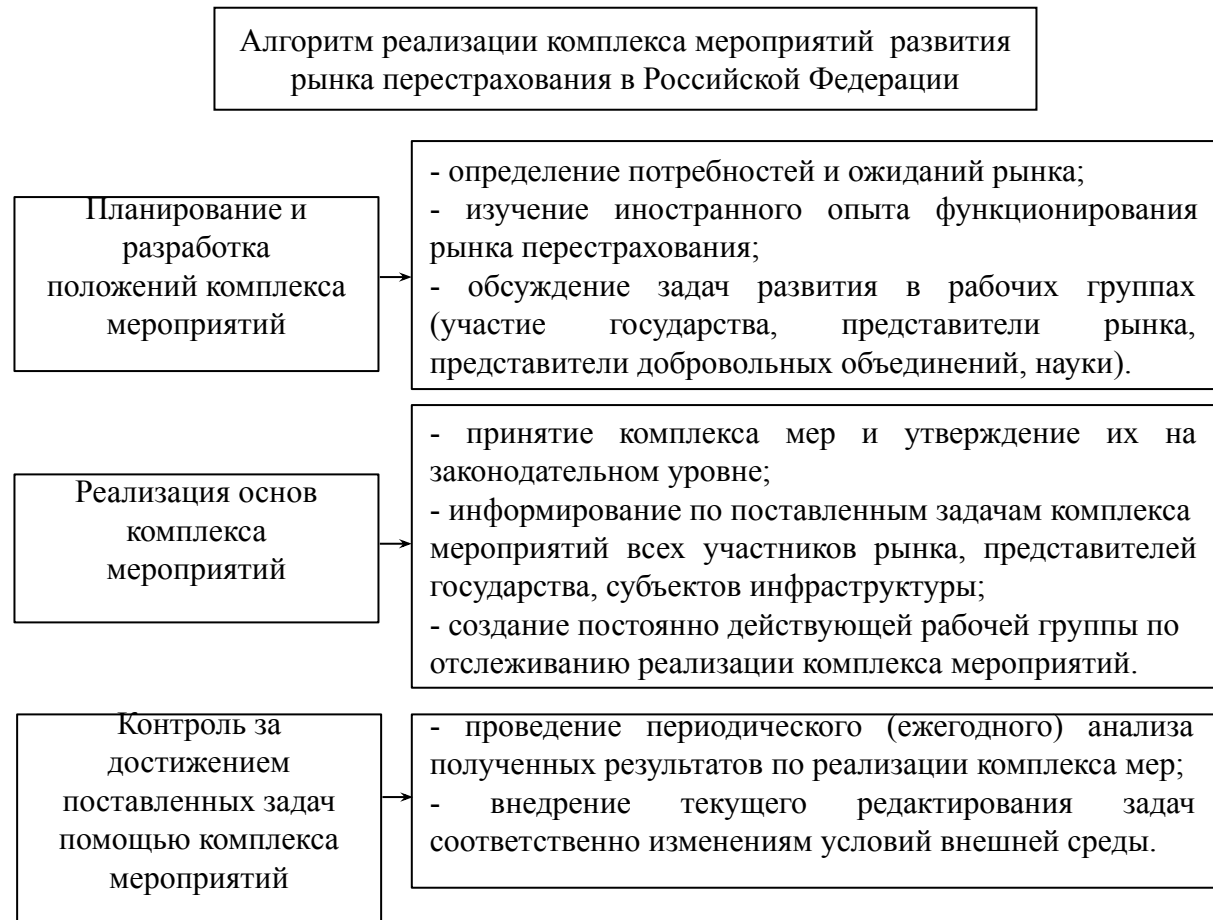 Алгоритм реализации комплекса мероприятий развития
рынка перестрахования в Российской Федерации
Планирование и
разработка
положений комплекса
мероприятий
- определение потребностей и ожиданий рынка;
- изучение иностранного опыта функционирования
рынка перестрахования;
- обсуждение задач развития в рабочих группах
(участие государства, представители рынка,
представители добровольных объединений, науки).
Реализация основ
комплекса
мероприятий
- принятие комплекса мер и утверждение их на
законодательном уровне;
- информирование по поставленным задачам комплекса
мероприятий всех участников рынка, представителей
государства, субъектов инфраструктуры;
- создание постоянно действующей рабочей группы по
отслеживанию реализации комплекса мероприятий.
Контроль за
достижением
поставленных задач
помощью комплекса
мероприятий
- проведение периодического (ежегодного) анализа
полученных результатов по реализации комплекса мер;
- внедрение текущего редактирования задач
соответственно изменениям условий внешней среды.